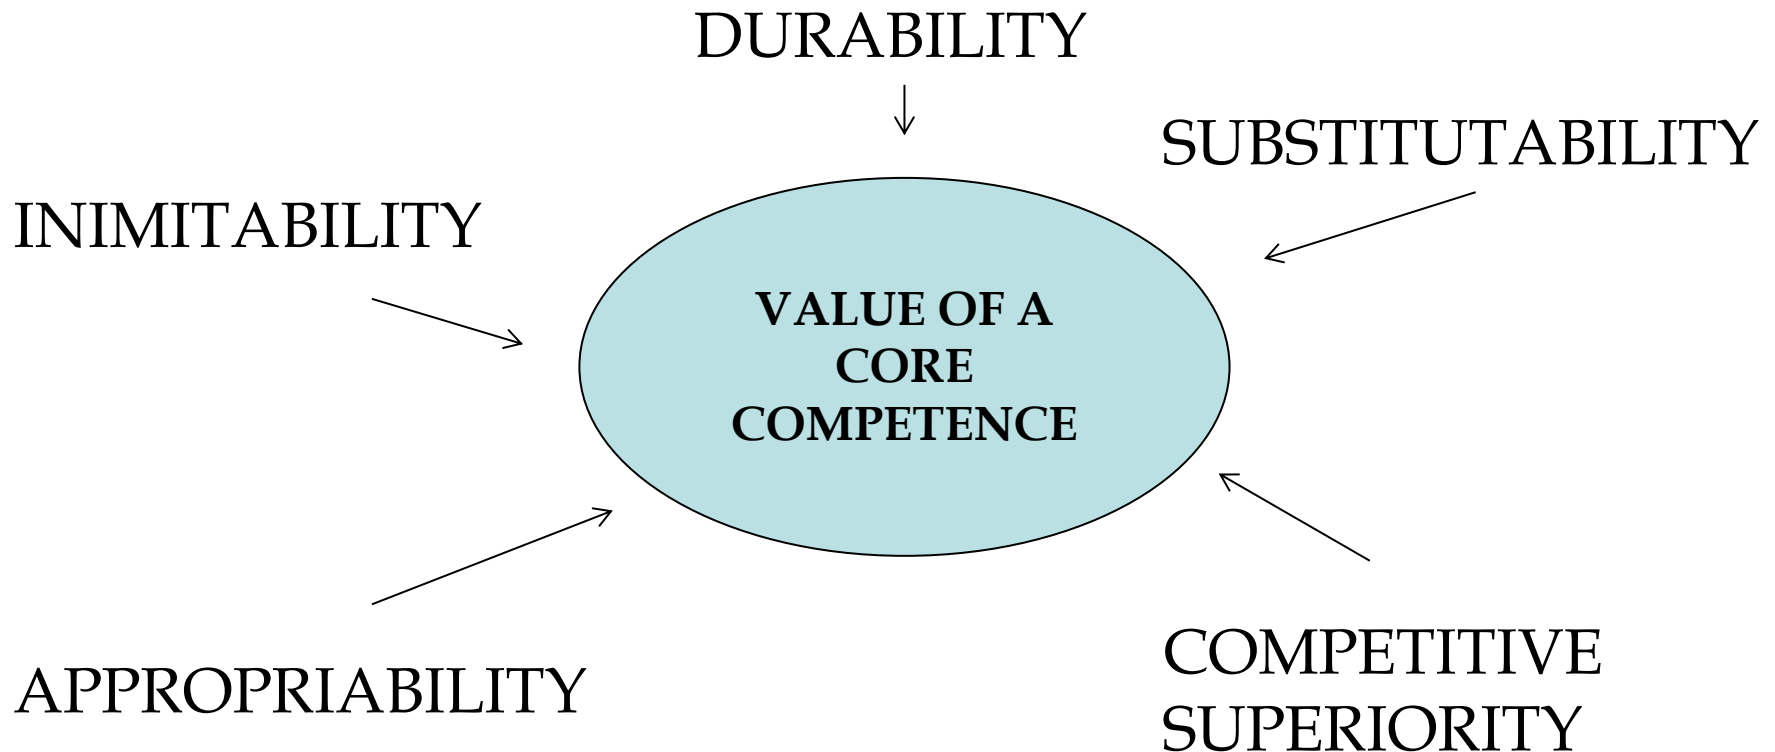 DURABILITY
SUBSTITUTABILITY
INIMITABILITY
VALUE OF A
CORE
COMPETENCE
APPROPRIABILITY
COMPETITIVE
SUPERIORITY